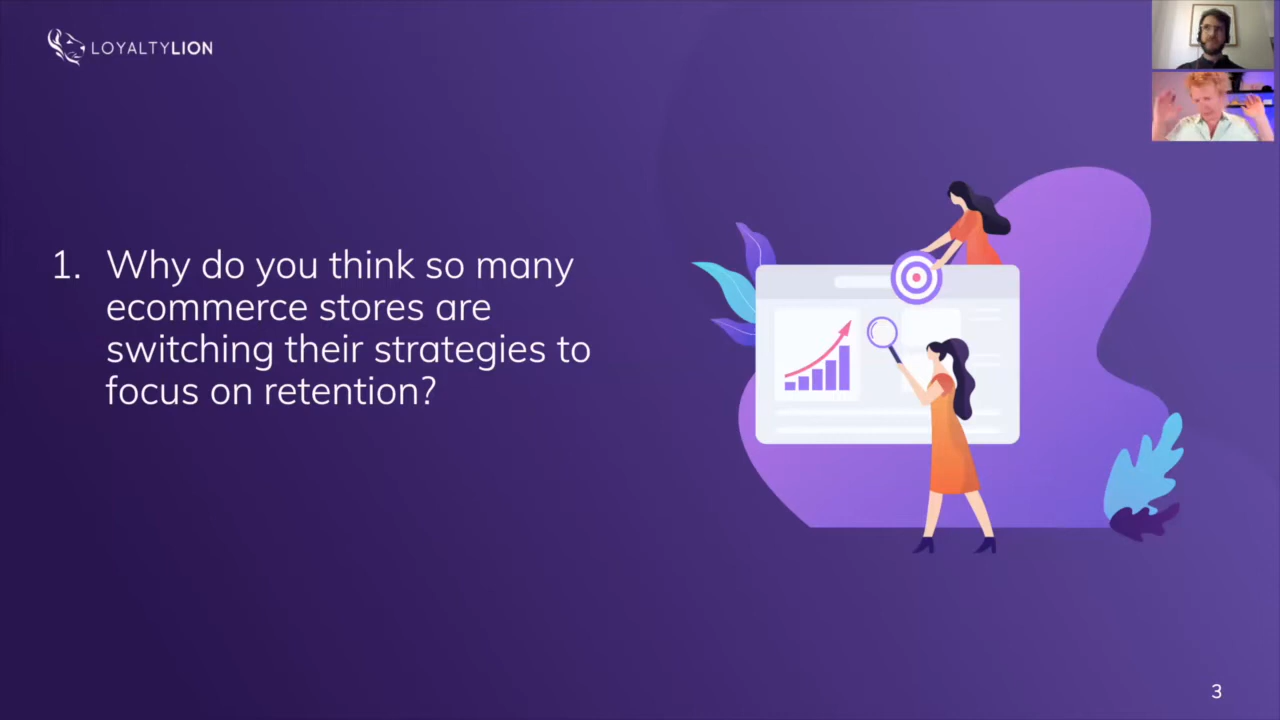 LOYALTYLION
1. Why do you think so many
ecommerce stores are
switching their strategies to
focus on retention?
3